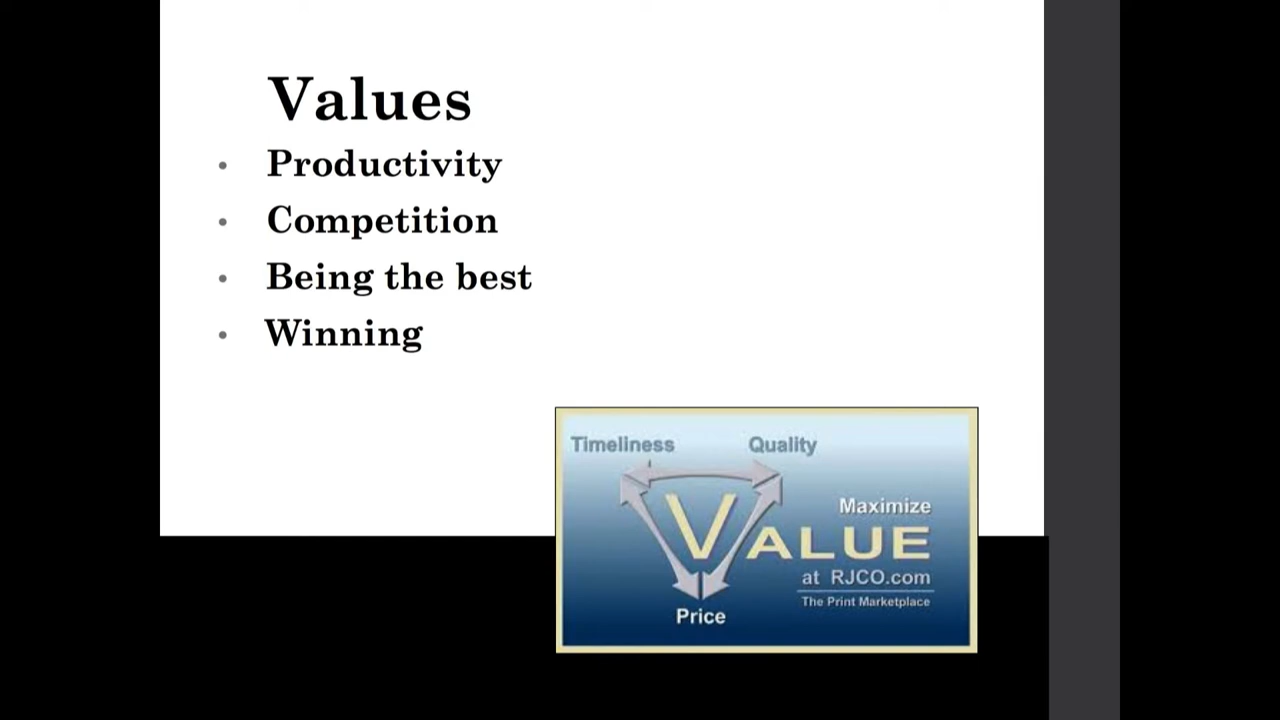 Values
• Productivity
• Competition
• Being the best
• Winning
Timeliness Quality
Maximize
VALUE
at RJCO.com
The Print Marketplace
Price